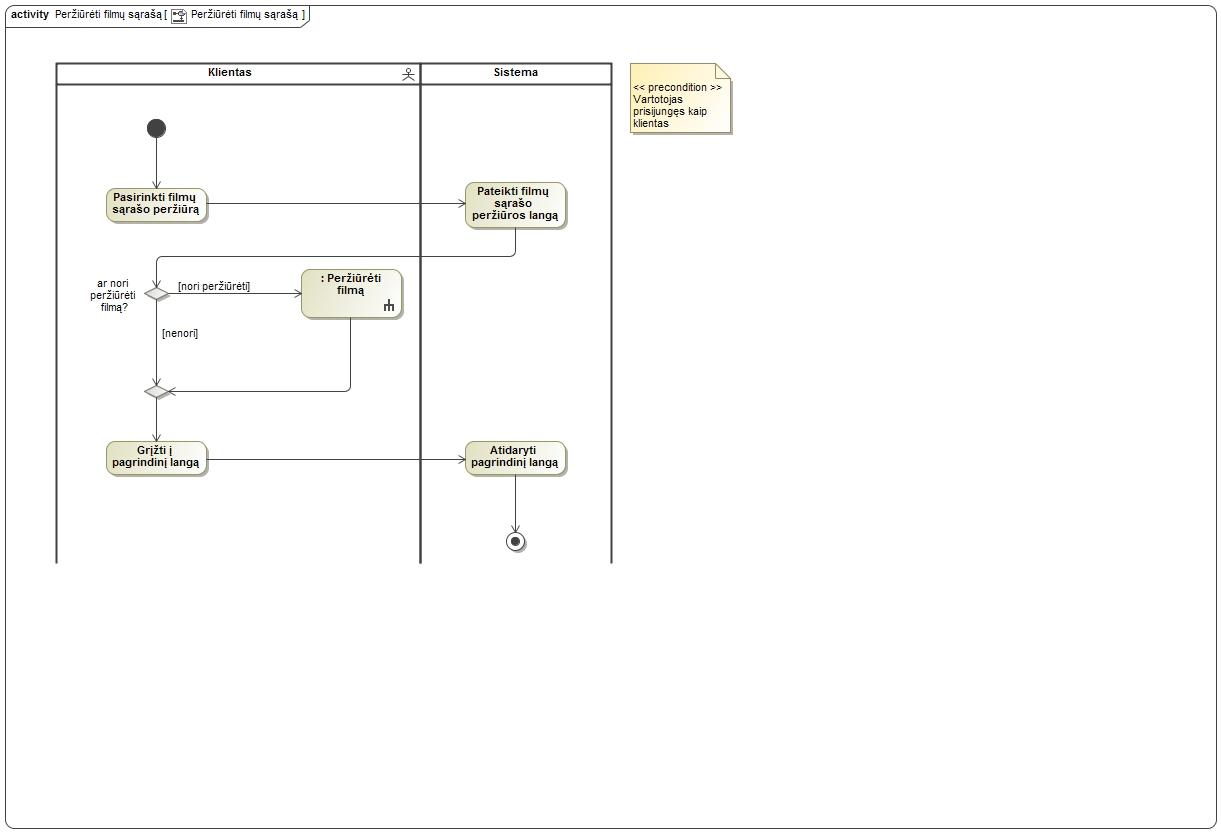 activity Peržiūrėti filmų sąrašą [ Peržiūrėti filmų sąrašą ]
Klientas
Sistema
<< precondition >>
Vartotojas
prisijungęs kaip
klientas
Pasirinkti filmų
sąrašo peržiūrą
Pateikti filmų
sąrašo
peržiūros langą
ar nori
peržiūrėti
filmą?
[nori peržiūrėti]
: Peržiūrėti
filmą
[nenori]
Grįžti į
pagrindinį langą
Atidaryti
pagrindinį langą